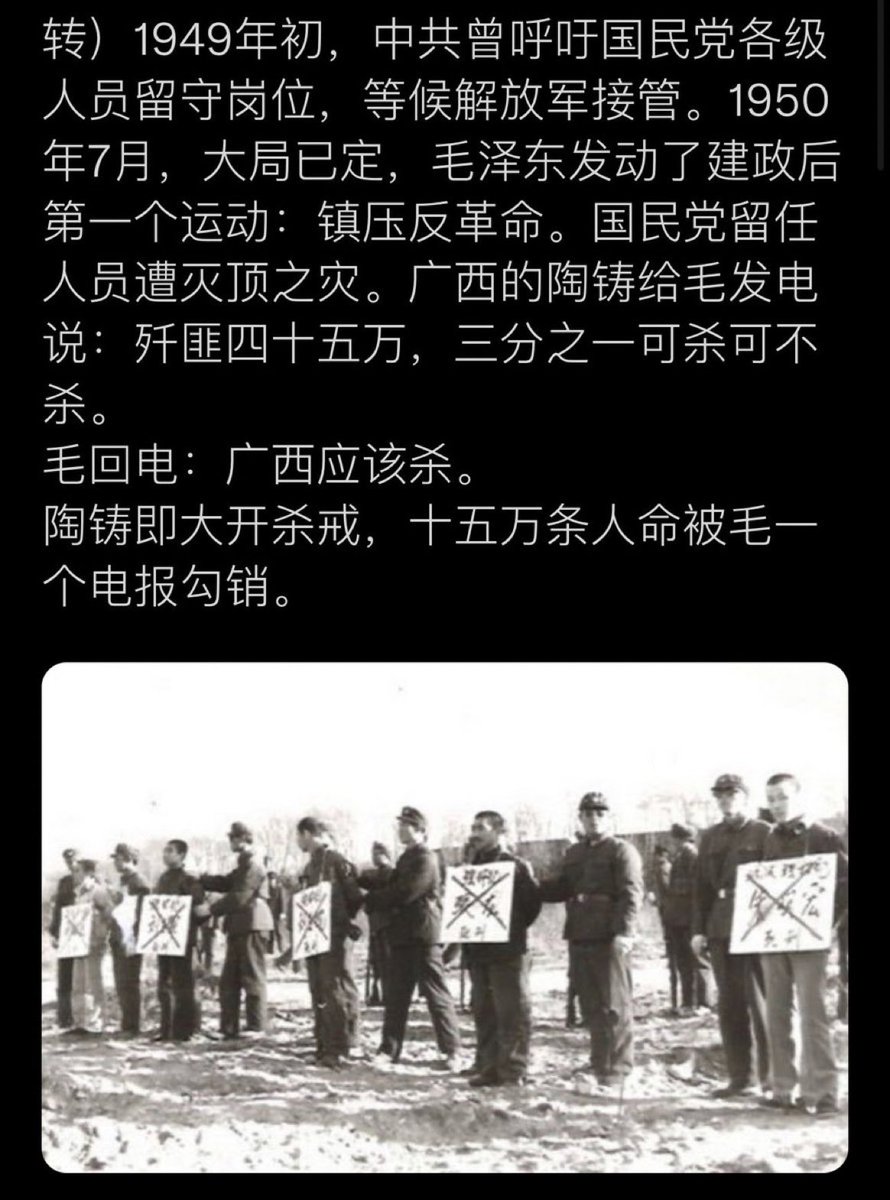 转）1949年初，中共曾呼吁国民党各级
人员留守岗位，等候解放军接管。1950
年7月，大局已定，毛泽东发动了建政后
第一个运动：镇压反革命。国民党留任
人员遭灭顶之灾。广西的陶铸给毛发电
说：歼匪四十五万，三分之一可杀可不
杀。
毛回电：广西应该杀。
陶铸即大开杀戒，十五万条人命被毛一
个电报勾销。
死刑